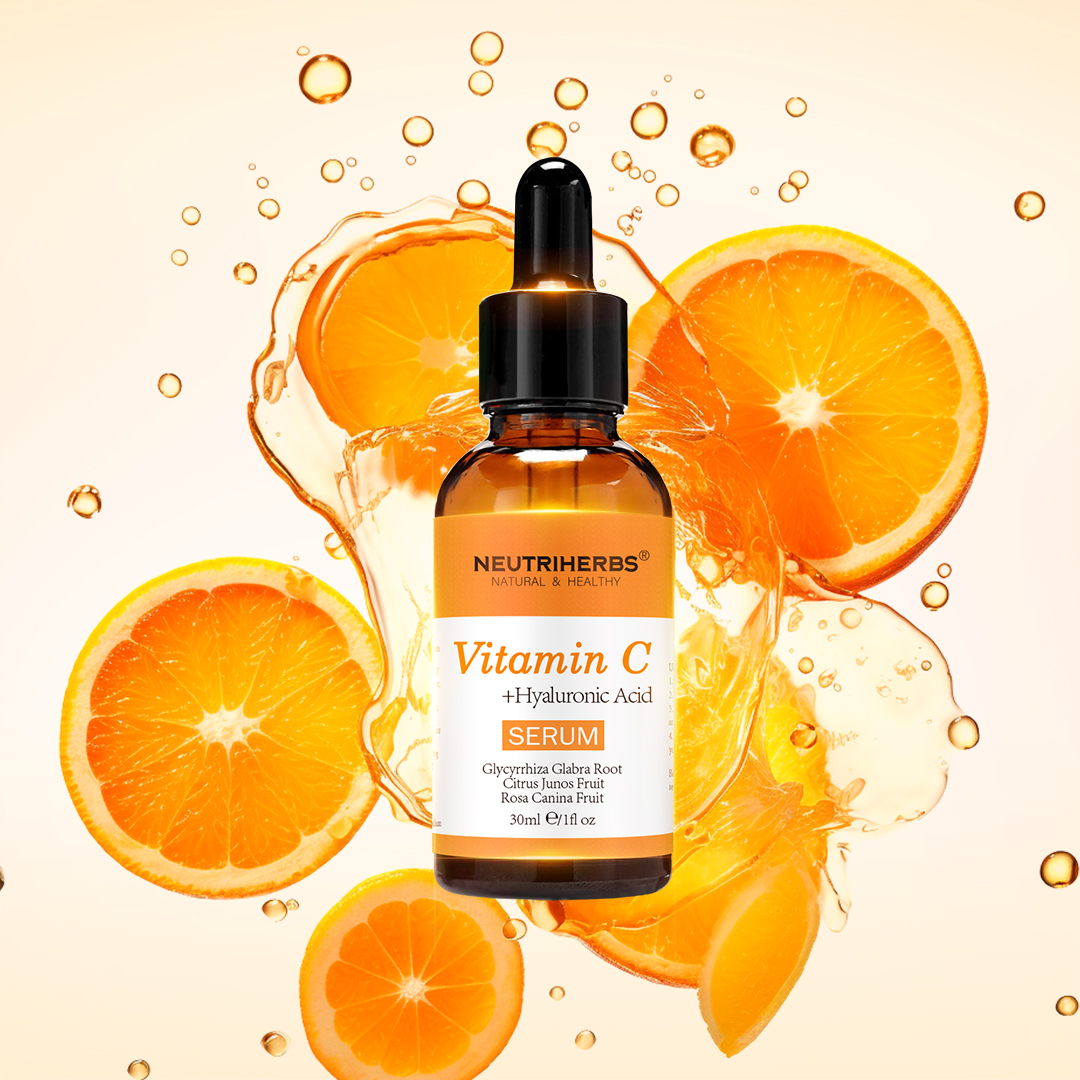 NEUTRIHERBS®
NATURAL & HEALTHY
Vitamin C
+Hyaluronic Acid
SERUM
Glycyrrhiza Glabra Root
Citrus Junos Fruit
Rosa Canina Fruit
30ml ℮/1fl oz